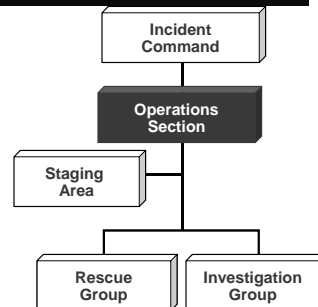 Incident
Command
Operations
Section
Staging
Area
Rescue
Group
Investigation
Group